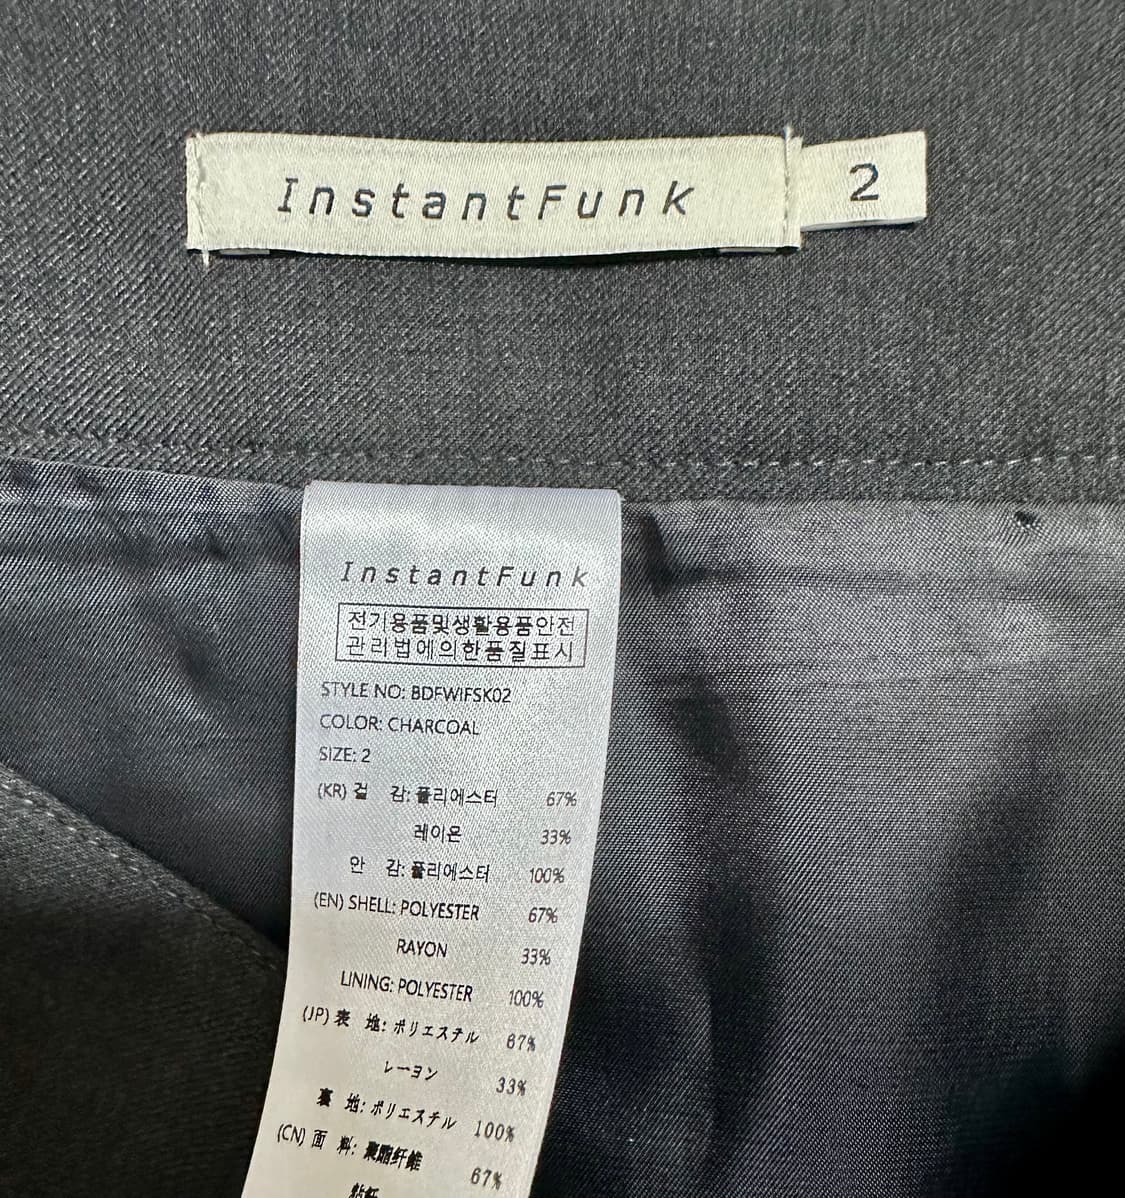 InstantFunk
2
InstantFunk
전기용품및생활용품안전
관리법에의한품질표시
STYLE NO: BDFWIFSK02
COLOR: CHARCOAL
SIZE: 2
(KR) 겉 감: 폴리에스터 67%
레이온 33%
안 감: 폴리에스터 100%
(EN) SHELL: POLYESTER 67%
RAYON 33%
LINING: POLYESTER 100%
(JP) 表 地: ポリエステル 67%
レーヨン 33%
裏 地: ポリエステル 100%
(CN) 面 料: 聚酯纤维 67%